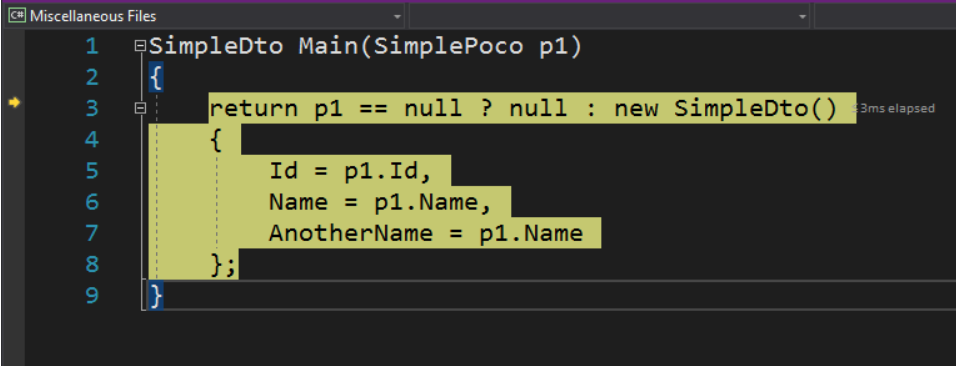 C# Miscellaneous Files
1 SimpleDto Main(SimplePoco p1)
2 {
3 return p1 == null ? null : new SimpleDto() ≤3ms elapsed
4 {
5 Id = p1.Id,
6 Name = p1.Name,
7 AnotherName = p1.Name
8 };
9 }